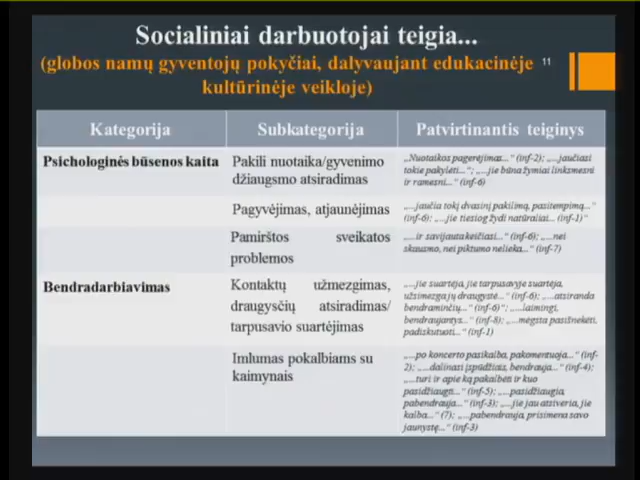 Socialiniai darbuotojai teigia...
(globos namų gyventojų pokyčiai, dalyvaujant edukacinėje
kultūrinėje veikloje)
11
Kategorija
Subkategorija
Patvirtinantis teiginys
Psichologinės būsenos kaita
Pakili nuotaika/gyvenimo
džiaugsmo atsiradimas
„Nuotaikos pagerėjimas...“ (inf-2); „...jaučiasi
tokie pakylėti...“; „...jie būna žymiai linksmesni
ir ramesni...“ (inf-6)
Pagyvėjimas, atjaunėjimas
„...jaučia tokį dvasinį pakilimą, pasitempimą...“
(inf-6); „...jie tiesiog žydi natūraliai... (inf-1)“
Pamirštos sveikatos
problemos
„...ir savijauta keičiasi...“ (inf-6); „...nei
skausmo, nei piktumo nelieka...“ (inf-7)
Bendradarbiavimas
Kontaktų užmezgimas,
draugysčių atsiradimas/
tarpusavio suartėjimas
„...jie suartėja, jie tarpusavyje suartėja,
užsimezga jų draugystė...“ (inf-6); „...atsiranda
bendraminčių...“ (inf-6)“; „...laimingi,
bendraujantys...“ (inf-8); „...mėgsta pasišnekėti,
padiskutuoti...“ (inf-1)
Imlumas pokalbiams su
kaimynais
„...po koncerto pasikalba, pakomentuoja...“ (inf-
2); „...dalinasi įspūdžiais, bendrauja...“ (inf-4);
„...turi ir apie ką pakalbėti ir kuo
pasidžiaugti...“ (inf-5); „...pasidžiaugia,
pabendrauja...“ (inf-3); „...jie jau atsiveria, jie
kalba...“ (7); „...pabendrauja, prisimena savo
jaunystę...“ (inf-3)